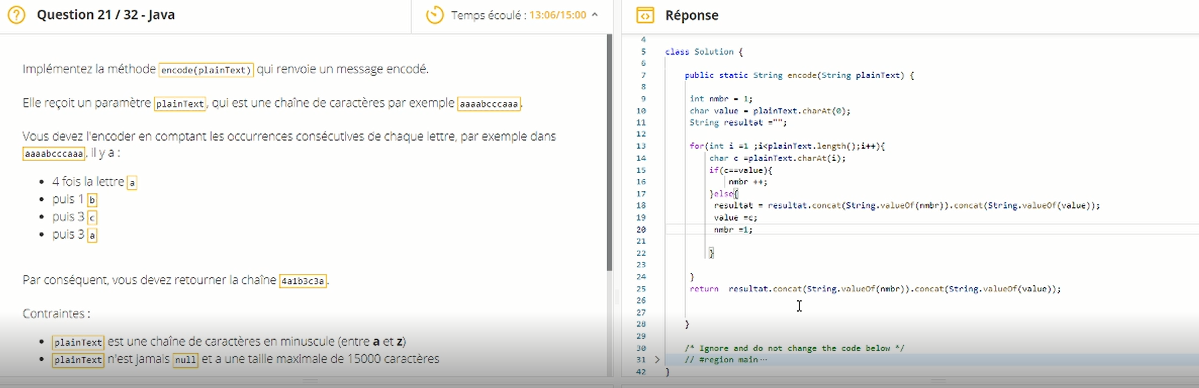 Question 21 / 32 - Java
Temps écoulé : 13:06/15:00
Implémentez la méthode encode(plainText) qui renvoie un message encodé.
Elle reçoit un paramètre plainText, qui est une chaîne de caractères par exemple aaaabcccaaa.
Vous devez l'encoder en comptant les occurrences consécutives de chaque lettre, par exemple dans
aaaabcccaaa, il y a :
• 4 fois la lettre a
• puis 1 b
• puis 3 c
• puis 3 a
Par conséquent, vous devez retourner la chaîne 4a1b3c3a.
Contraintes :
• plainText est une chaîne de caractères en minuscule (entre a et z)
• plainText n'est jamais null et a une taille maximale de 15000 caractères
Réponse
4
5 class Solution {
6
7 public static String encode(String plainText) {
8
9 int nmbr = 1;
10 char value = plainText.charAt(0);
11 String resultat ="";
12
13 for(int i =1 ;i<plainText.length();i++){
14 char c =plainText.charAt(i);
15 if(c==value){
16 nmbr ++;
17 }else{
18 resultat = resultat.concat(String.valueOf(nmbr)).concat(String.valueOf(value));
19 value =c;
20 nmbr =1;
21
22 }
23
24 }
25 return resultat.concat(String.valueOf(nmbr)).concat(String.valueOf(value));
26
27
28 }
29
30 /* Ignore and do not change the code below */
31 // #region main ···
42 }